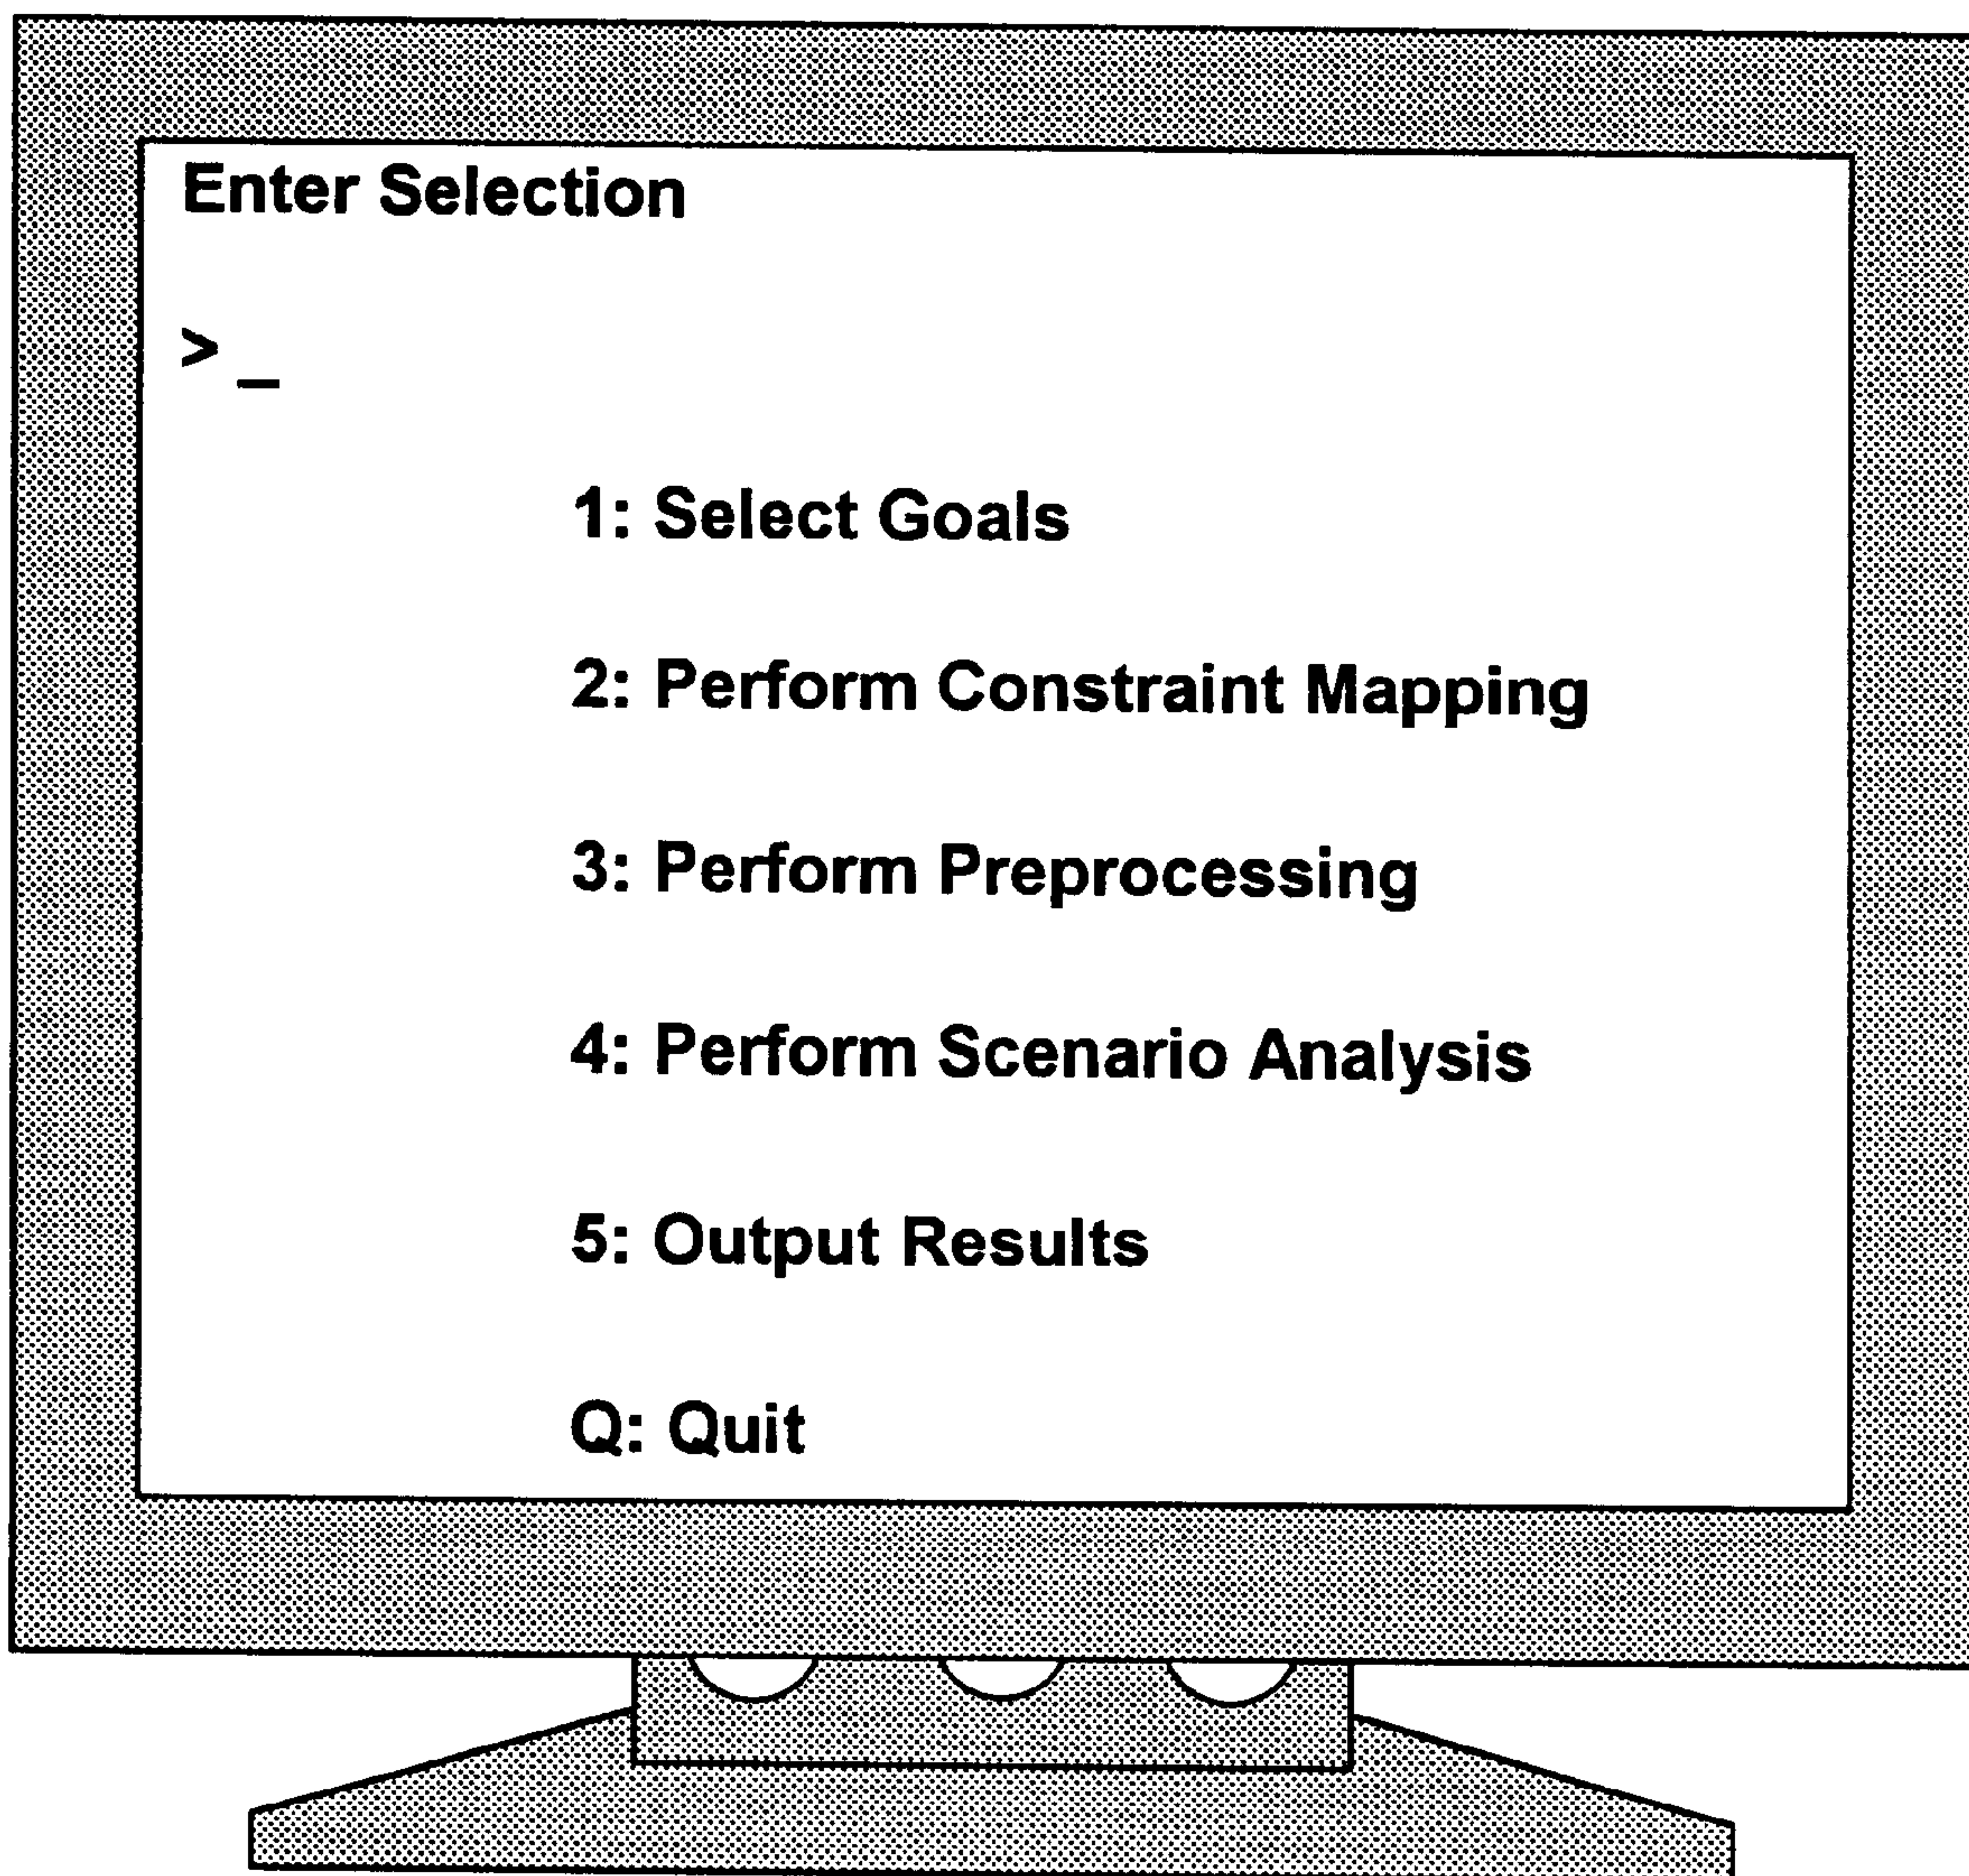 Enter Selection
> _
1: Select Goals
2: Perform Constraint Mapping
3: Perform Preprocessing
4: Perform Scenario Analysis
5: Output Results
Q: Quit